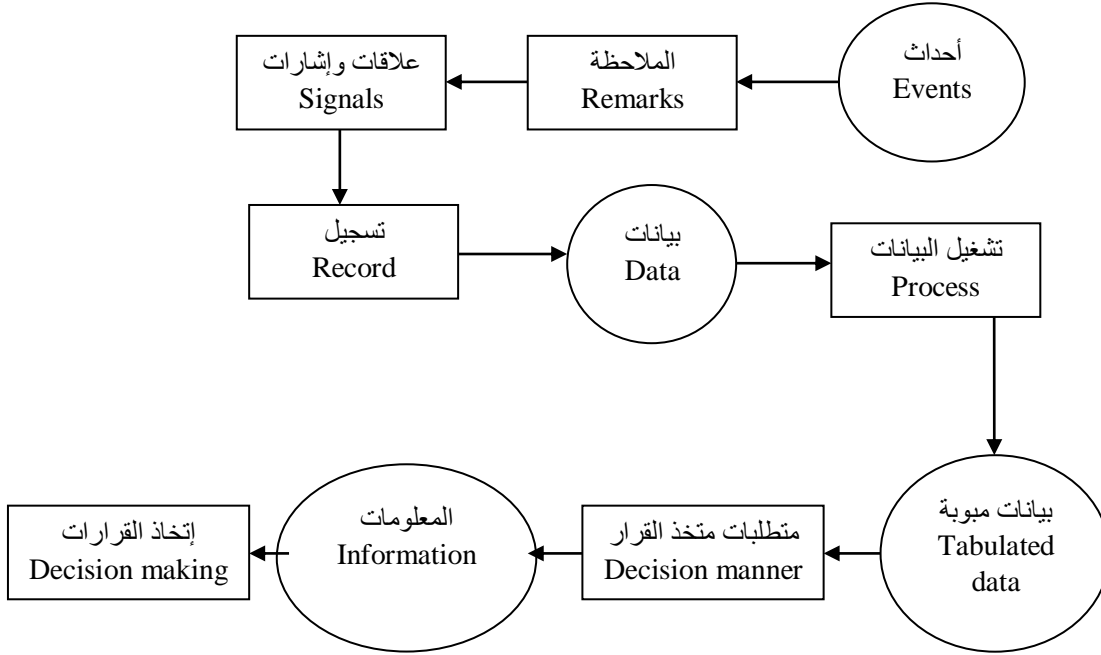 أحداث
Events
الملاحظة
Remarks
علاقات وإشارات
Signals
تسجيل
Record
بيانات
Data
تشغيل البيانات
Process
بيانات مبوبة
Tabulated
data
متطلبات متخذ القرار
Decision manner
المعلومات
Information
إتخاذ القرارات
Decision making